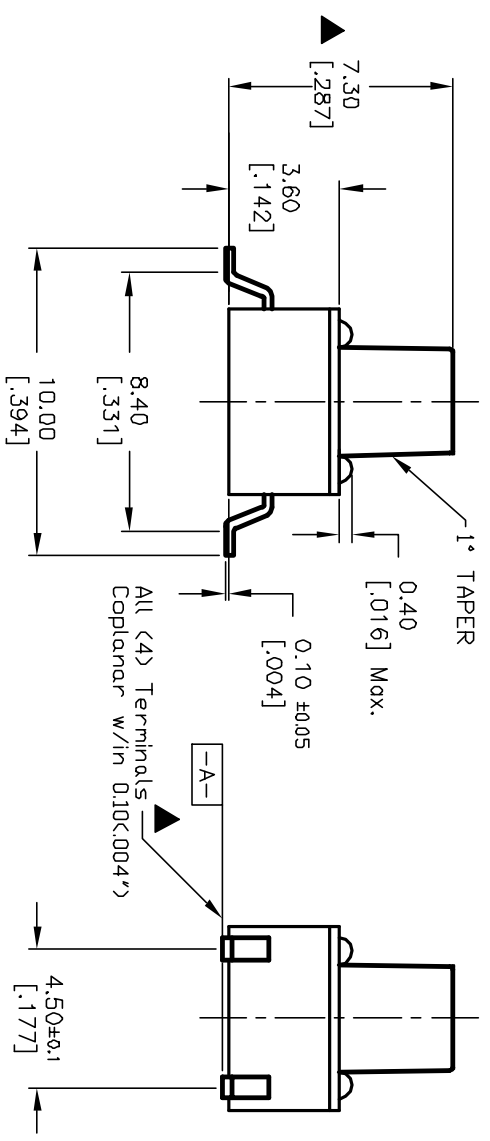 7.30
[.287]
3.60
[.142]
8.40
[.331]
10.00
[.394]
1° TAPER
0.40
[.016] Max.
0.10 ±0.05
[.004]
All (4) Terminals
Coplanar w/in 0.10<.004">
-A-
4.50±0.1
[.177]